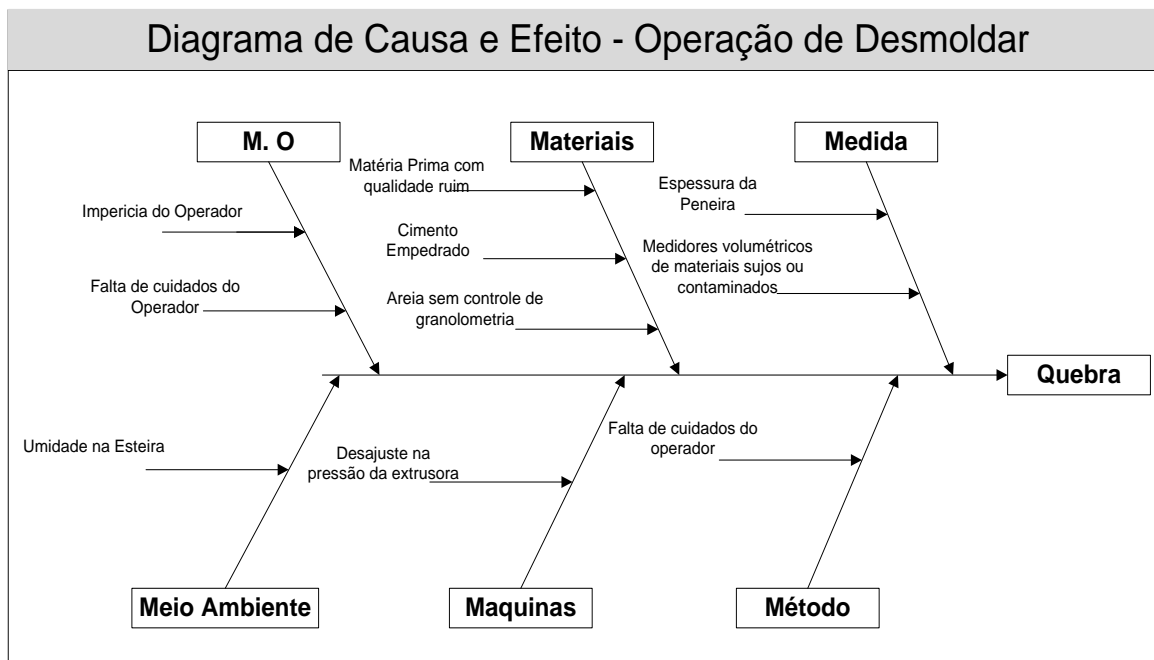 Diagrama de Causa e Efeito - Operação de Desmoldar
M. O
Materiais
Medida
Matéria Prima com
qualidade ruim
Espessura da
Peneira
Impericia do Operador
Cimento
Empedrado
Medidores volumétricos
de materiais sujos ou
contaminados
Falta de cuidados do
Operador
Areia sem controle de
granolometria
Quebra
Umidade na Esteira
Desajuste na
pressão da extrusora
Falta de cuidados do
operador
Meio Ambiente
Maquinas
Método